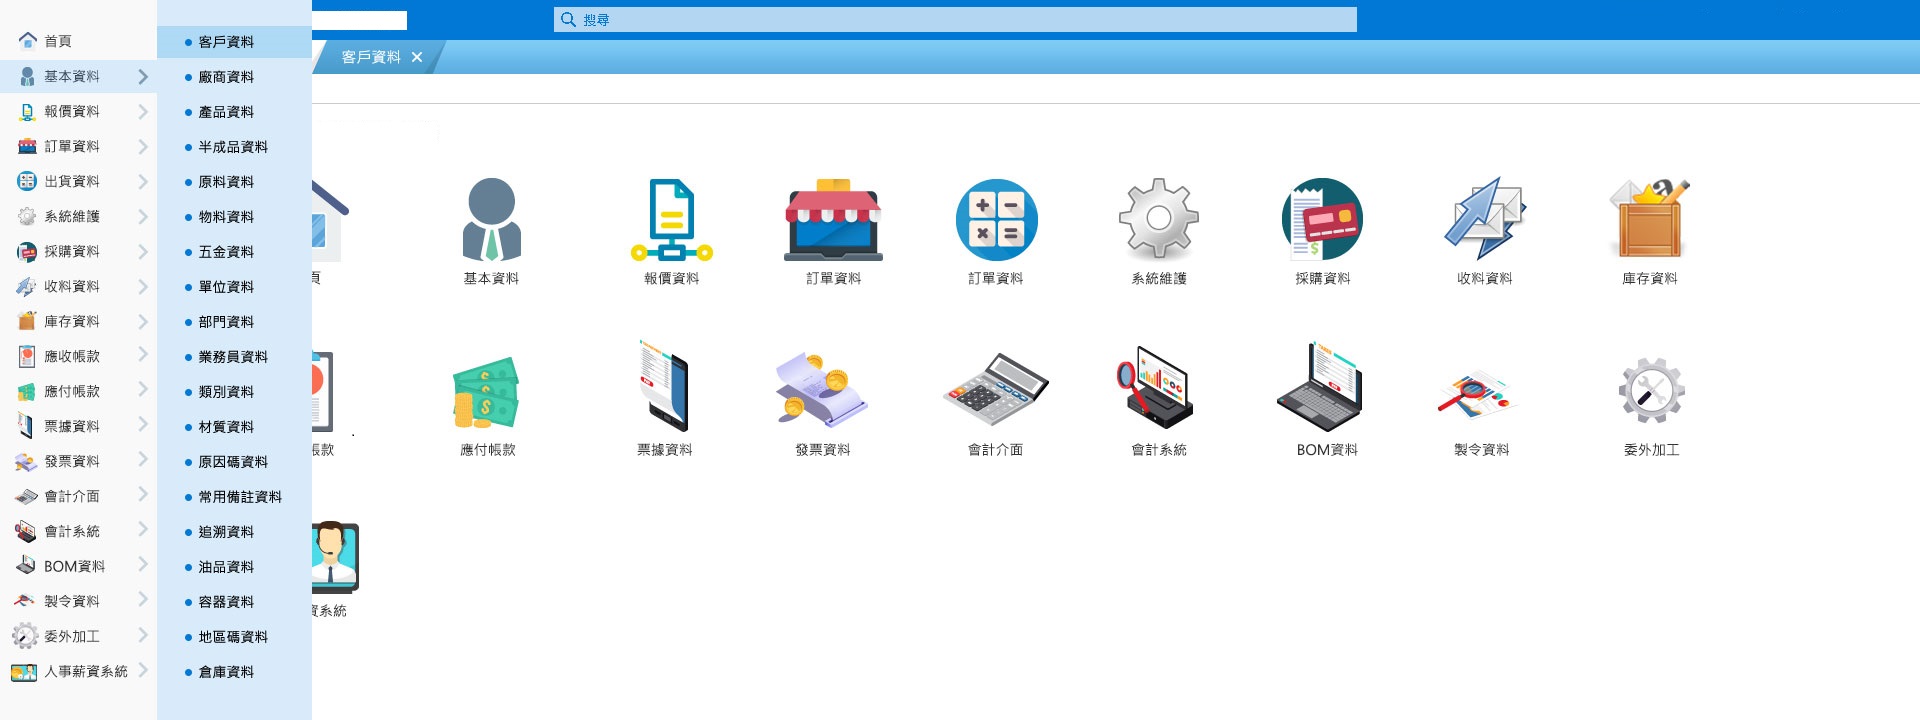 搜尋
客戶資料
首頁
基本資料
報價資料
訂單資料
出貨資料
系統維護
採購資料
收料資料
庫存資料
應收帳款
應付帳款
票據資料
發票資料
會計介面
會計系統
BOM資料
製令資料
委外加工
人事薪資系統
客戶資料
廠商資料
產品資料
半成品資料
原料資料
物料資料
五金資料
單位資料
部門資料
業務員資料
類別資料
材質資料
原因碼資料
常用備註資料
追溯資料
油品資料
容器資料
地區碼資料
倉庫資料
頁 基本資料 報價資料 訂單資料 訂單資料 系統維護 採購資料 收料資料 庫存資料
帳款 應付帳款 票據資料 發票資料 會計介面 會計系統 BOM資料 製令資料 委外加工
資系統